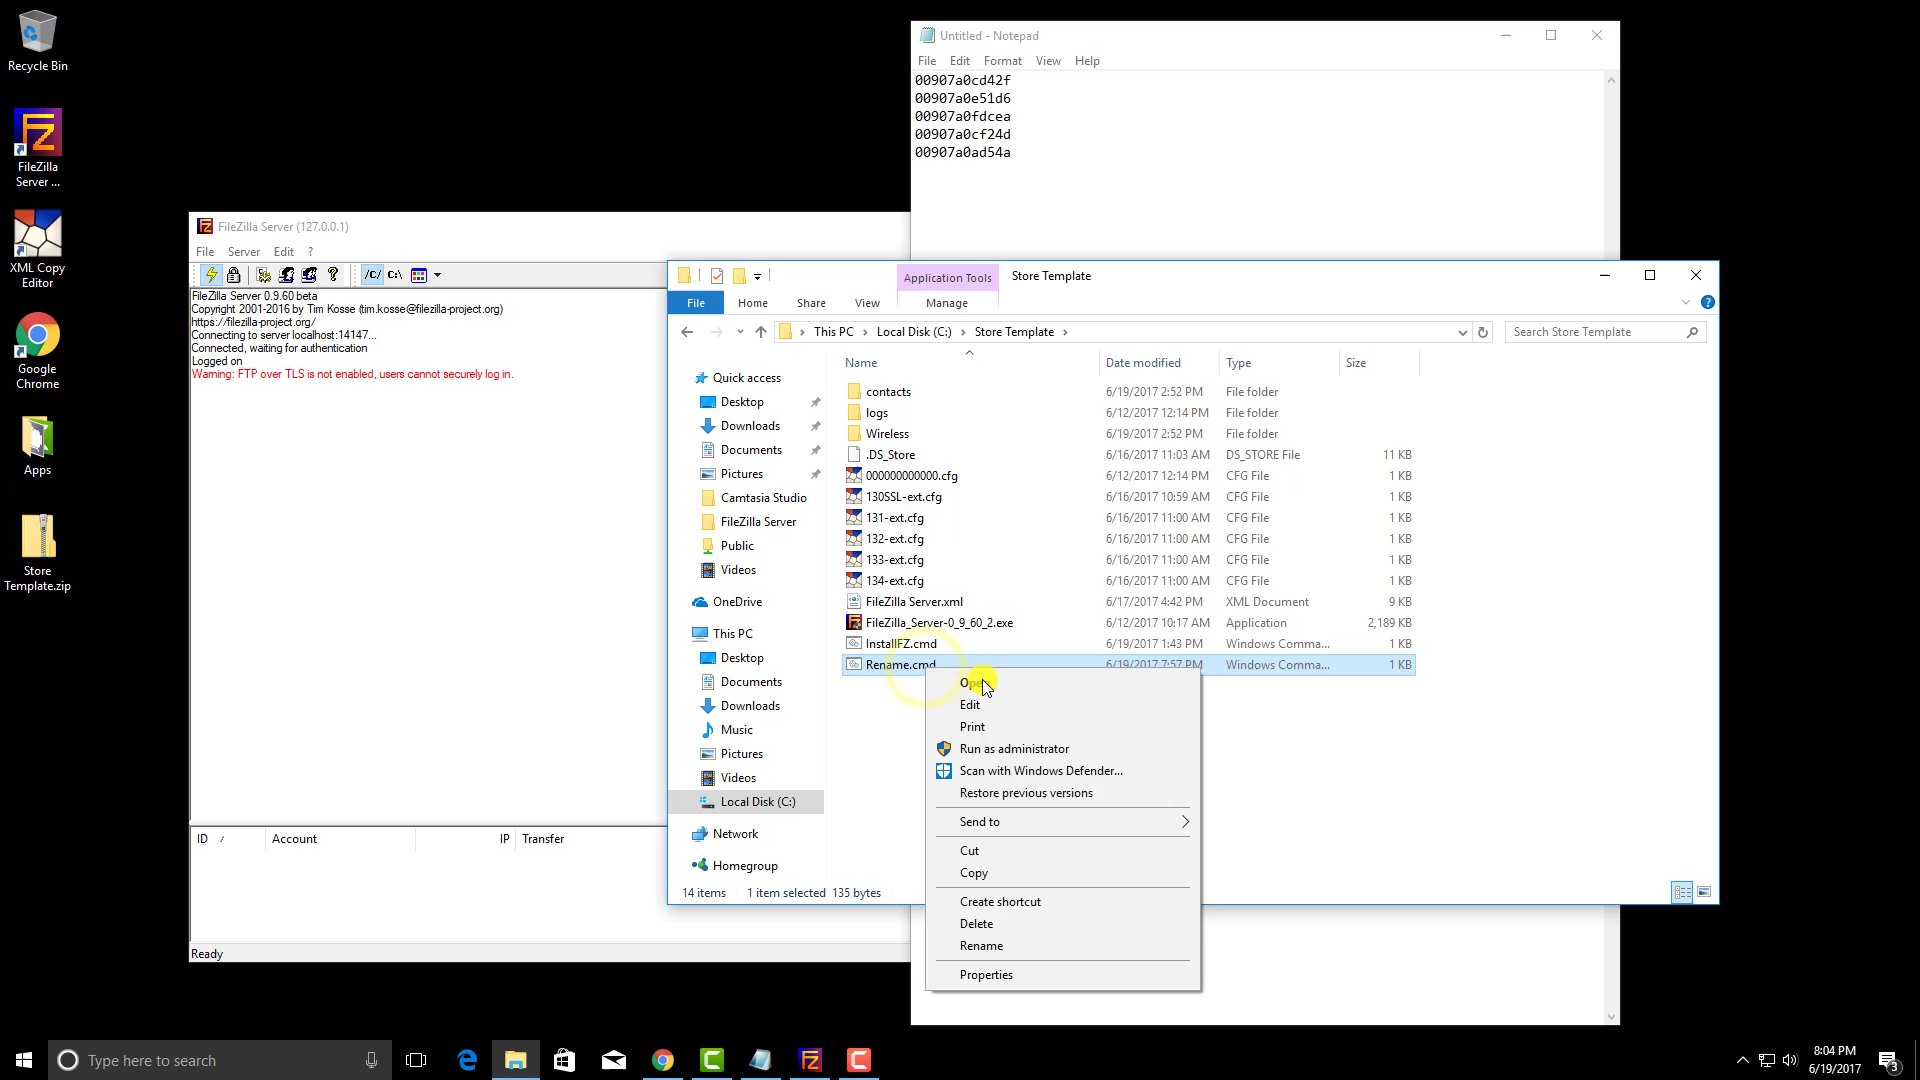 Recycle Bin
FileZilla
Server ...
XML Copy
Editor
Google
Chrome
Apps
Store
Template.zip
Untitled - Notepad
File Edit Format View Help
00907a0cd42f
00907a0e51d6
00907a0fdcea
00907a0cf24d
00907a0ad54a
FileZilla Server (127.0.0.1)
File Server Edit ?
/C/ C:\
FileZilla Server 0.9.60 beta
Copyright 2001-2016 by Tim Kosse (tim.kosse@filezilla-project.org)
https://filezilla-project.org/
Connecting to server localhost:14147...
Connected, waiting for authentication
Logged on
Warning: FTP over TLS is not enabled, users cannot securely log in.
ID / Account IP Transfer
Ready
Application Tools Store Template
File Home Share View Manage
This PC Local Disk (C:) Store Template
Search Store Template
Quick access
Desktop
Downloads
Documents
Pictures
Camtasia Studio
FileZilla Server
Public
Videos
OneDrive
This PC
Desktop
Documents
Downloads
Music
Pictures
Videos
Local Disk (C:)
Network
Homegroup
Name Date modified Type Size
contacts 6/19/2017 2:52 PM File folder
logs 6/12/2017 12:14 PM File folder
Wireless 6/19/2017 2:52 PM File folder
.DS_Store 6/16/2017 11:03 AM DS_STORE File 11 KB
000000000000.cfg 6/12/2017 12:14 PM CFG File 1 KB
130SSL-ext.cfg 6/16/2017 10:59 AM CFG File 1 KB
131-ext.cfg 6/16/2017 11:00 AM CFG File 1 KB
132-ext.cfg 6/16/2017 11:00 AM CFG File 1 KB
133-ext.cfg 6/16/2017 11:00 AM CFG File 1 KB
134-ext.cfg 6/16/2017 11:00 AM CFG File 1 KB
FileZilla Server.xml 6/17/2017 4:42 PM XML Document 9 KB
FileZilla_Server-0_9_60_2.exe 6/12/2017 10:17 AM Application 2,189 KB
InstallFZ.cmd 6/19/2017 1:43 PM Windows Comma... 1 KB
Rename.cmd 6/19/2017 7:57 PM Windows Comma... 1 KB
Open
Edit
Print
Run as administrator
Scan with Windows Defender...
Restore previous versions
Send to
Cut
Copy
Create shortcut
Delete
Rename
Properties
14 items 1 item selected 135 bytes
Type here to search
8:04 PM
6/19/2017
3